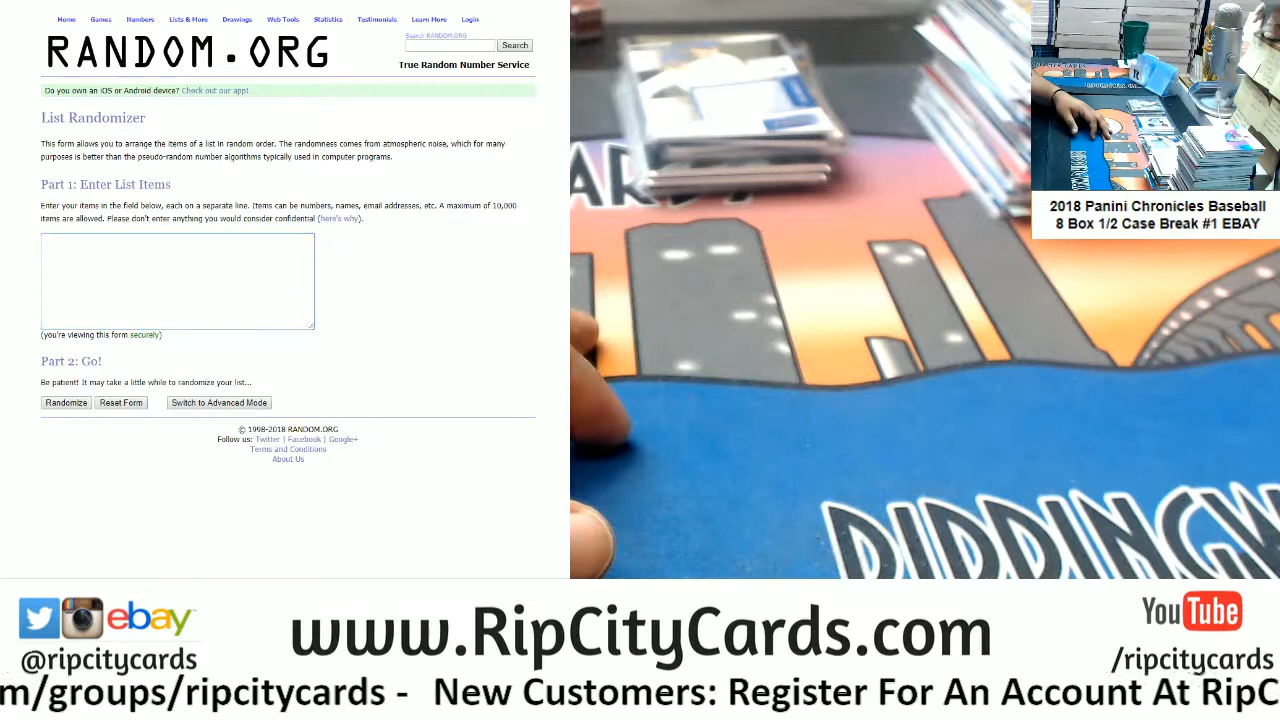 Home Games Numbers Lists & More Drawings Web Tools Statistics Testimonials Learn More Login
RANDOM.ORG
Search RANDOM.ORG
Search
True Random Number Service
Do you own an iOS or Android device? Check out our app!
List Randomizer
This form allows you to arrange the items of a list in random order. The randomness comes from atmospheric noise, which for many
purposes is better than the pseudo-random number algorithms typically used in computer programs.
Part 1: Enter List Items
Enter your items in the field below, each on a separate line. Items can be numbers, names, email addresses, etc. A maximum of 10,000
items are allowed. Please don't enter anything you would consider confidential (here's why).
(you're viewing this form securely)
Part 2: Go!
Be patient! It may take a little while to randomize your list...
Randomize Reset Form Switch to Advanced Mode
© 1998-2018 RANDOM.ORG
Follow us: Twitter | Facebook | Google+
Terms and Conditions
About Us
2018 Panini Chronicles Baseball
8 Box 1/2 Case Break #1 EBAY
ebay
@ripcitycards
www.RipCityCards.com
YouTube
/ripcitycards
m/groups/ripcitycards - New Customers: Register For An Account At RipC